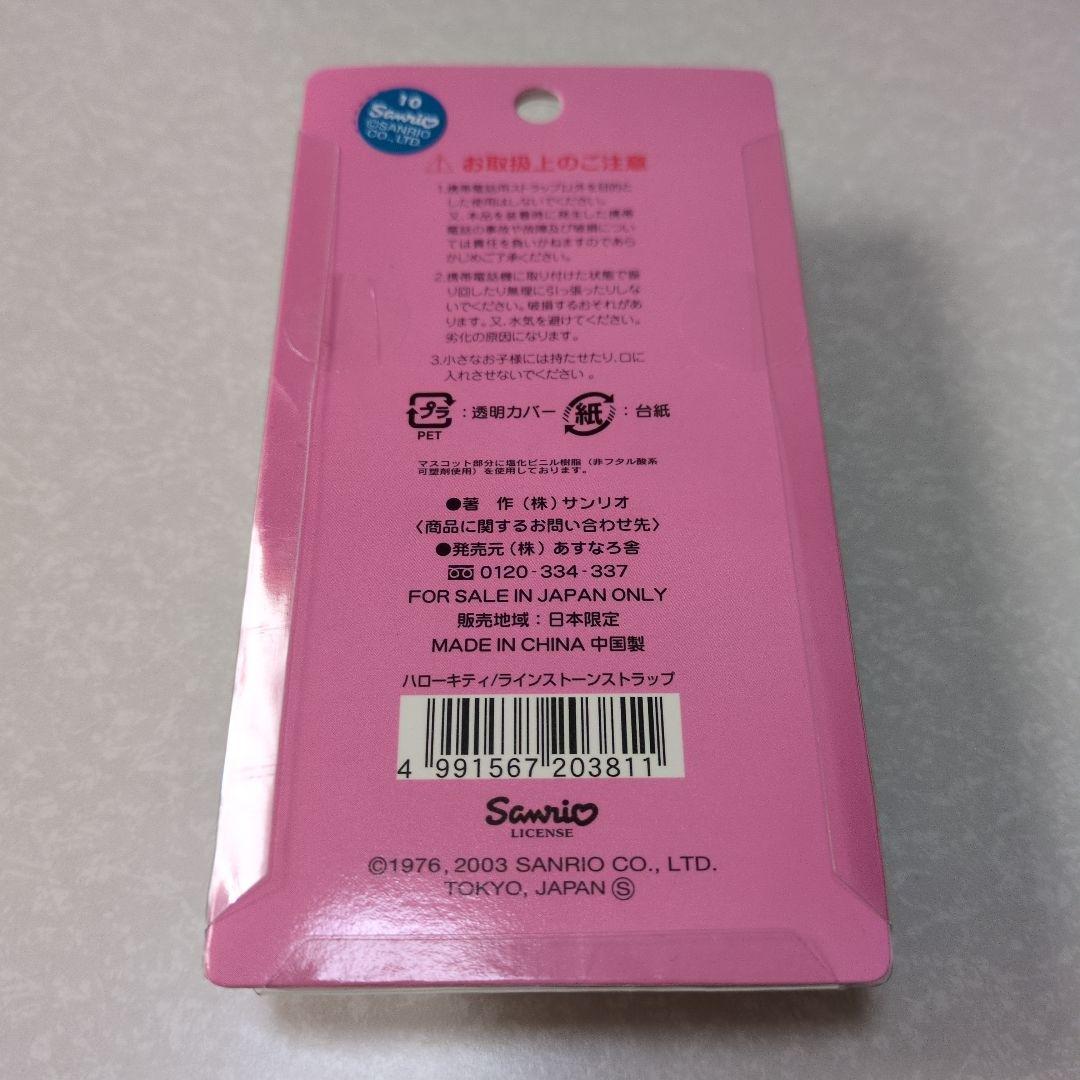 10
Sanrio
©SANRIO
CO., LTD.
⚠ お取扱上のご注意
1.携帯電話用ストラップ以外を目的と
した使用はしないでください。
又、本品を装着時に発生した携帯
電話の事故や故障及び破損につい
ては責任を負いかねますのであら
かじめご了承ください。
2.携帯電話機に取り付けた状態で振
り回したり無理に引っ張ったりしな
いでください。破損するおそれがあ
ります。又、水気を避けてください。
劣化の原因になります。
3.小さなお子様には持たせたり、口に
入れさせないでください。
プラ:透明カバー 紙:台紙
PET
マスコット部分に塩化ビニル樹脂(非フタル酸系
可塑剤使用)を使用しております。
●著 作(株)サンリオ
〈商品に関するお問い合わせ先〉
●発売元(株)あすなろ舎
0120-334-337
FOR SALE IN JAPAN ONLY
販売地域:日本限定
MADE IN CHINA 中国製
ハローキティ/ラインストーンストラップ
4 991567 203811
Sanrio
LICENSE
©1976, 2003 SANRIO CO., LTD.
TOKYO, JAPAN Ⓢ